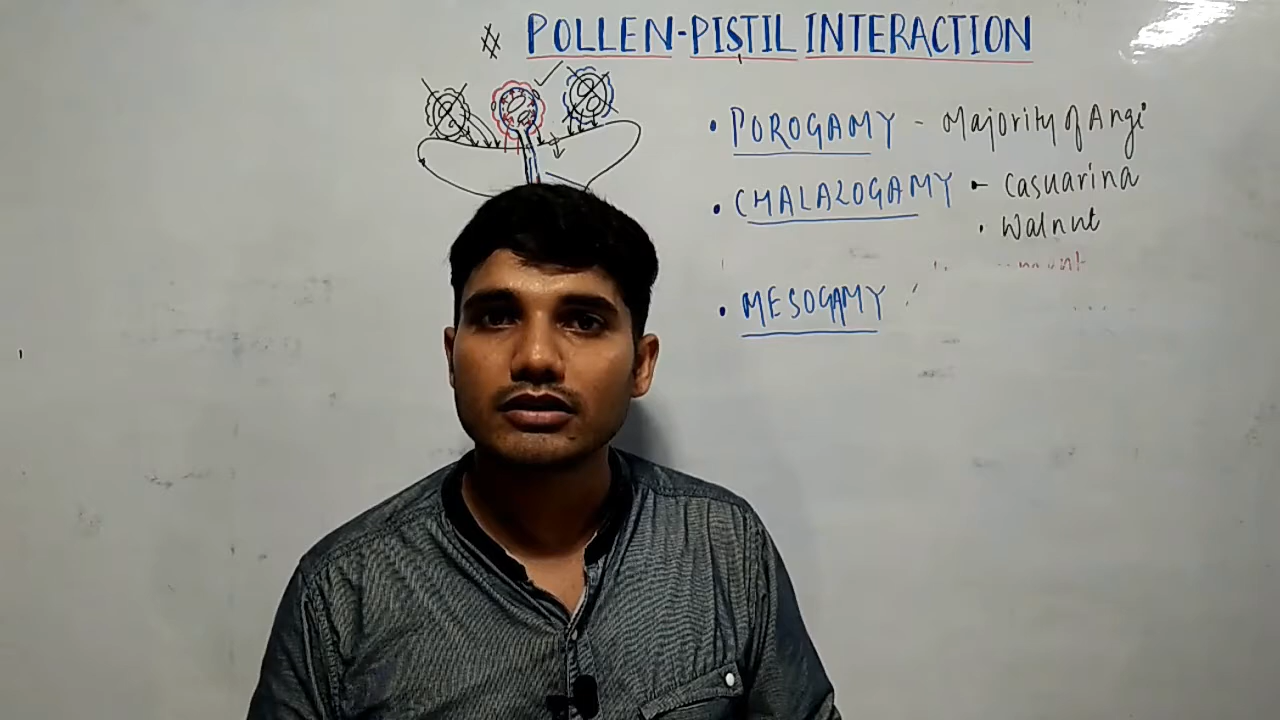 * POLLEN-PISTIL INTERACTION
• POROGAMY - Majority of Angi
• CHALAZOGAMY - Casuarina
• Walnut
• MESOGAMY